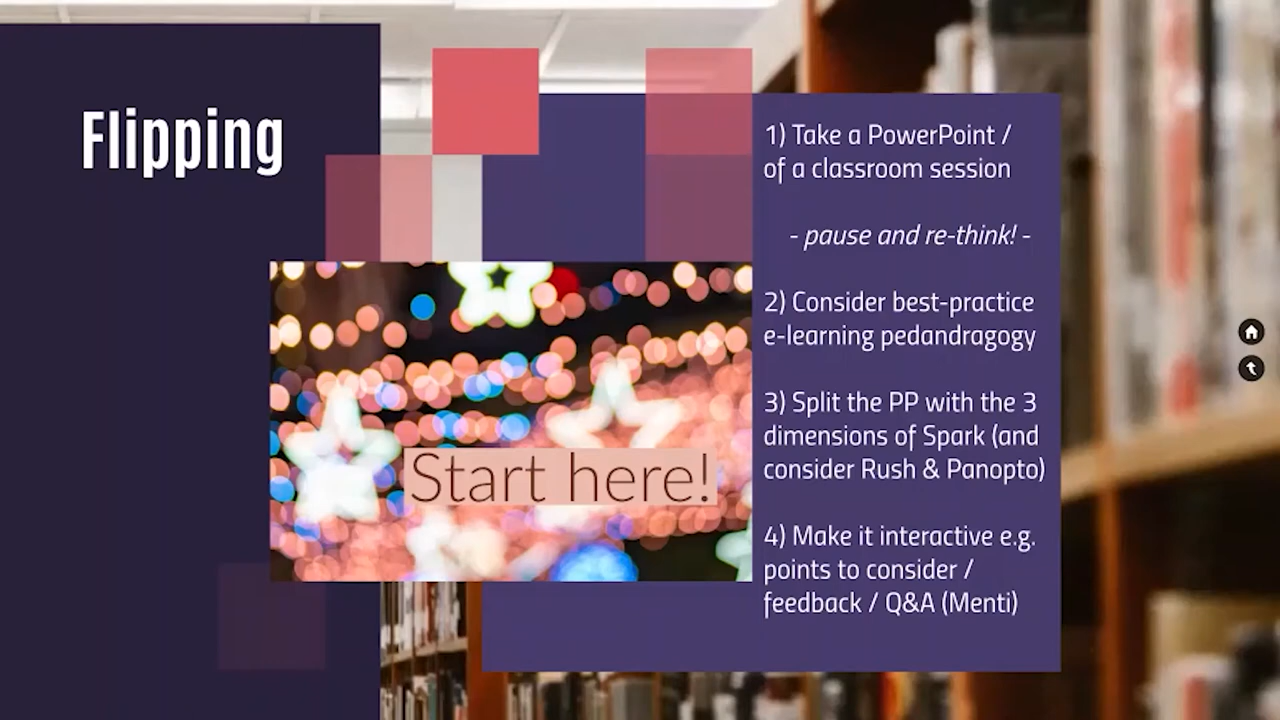 Flipping
Start here!
1) Take a PowerPoint /
of a classroom session
- pause and re-think! -
2) Consider best-practice
e-learning pedandragogy
3) Split the PP with the 3
dimensions of Spark (and
consider Rush & Panopto)
4) Make it interactive e.g.
points to consider /
feedback / Q&A (Menti)